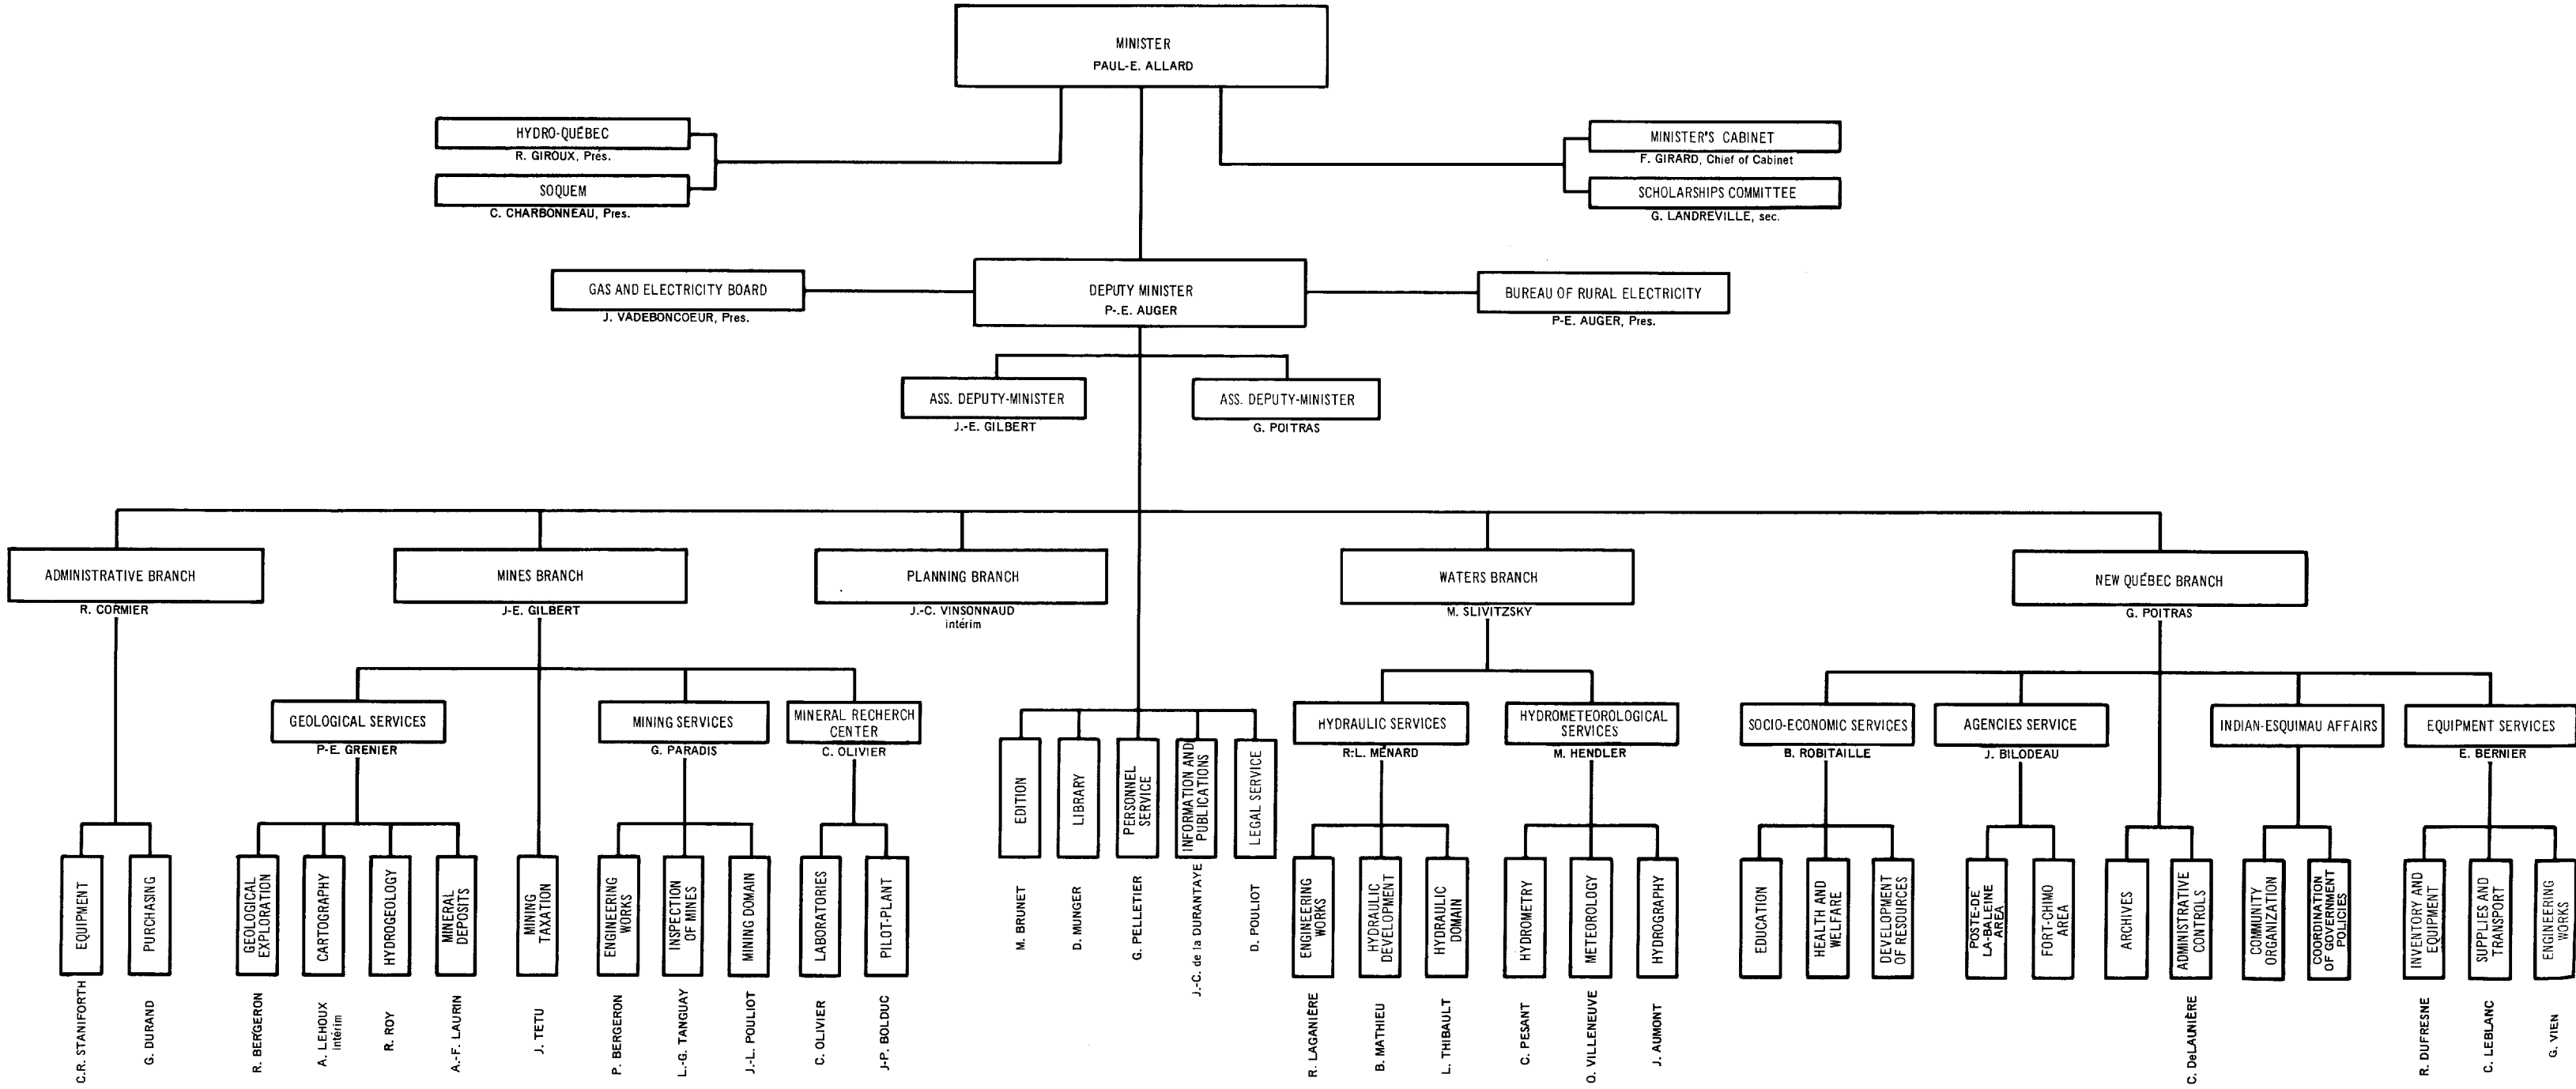 MINISTER
PAUL-E. ALLARD
HYDRO-QUÉBEC
R. GIROUX, Prés.
SOQUEM
C. CHARBONNEAU, Pres.
MINISTER'S CABINET
F. GIRARD, Chief of Cabinet
SCHOLARSHIPS COMMITTEE
G. LANDREVILLE, sec.
GAS AND ELECTRICITY BOARD
J. VADEBONCOEUR, Pres.
DEPUTY MINISTER
P-.E. AUGER
BUREAU OF RURAL ELECTRICITY
P-E. AUGER, Pres.
ASS. DEPUTY-MINISTER
J.-E. GILBERT
ASS. DEPUTY-MINISTER
G. POITRAS
ADMINISTRATIVE BRANCH
R. CORMIER
MINES BRANCH
J-E. GILBERT
PLANNING BRANCH
J.-C. VINSONNAUD
intérim
WATERS BRANCH
M. SLIVITZSKY
NEW QUÉBEC BRANCH
G. POITRAS
GEOLOGICAL SERVICES
P-E. GRENIER
MINING SERVICES
G. PARADIS
MINERAL RECHERCH
CENTER
C. OLIVIER
HYDRAULIC SERVICES
R.-L. MÉNARD
HYDROMETEOROLOGICAL
SERVICES
M. HENDLER
SOCIO-ECONOMIC SERVICES
B. ROBITAILLE
AGENCIES SERVICE
J. BILODEAU
INDIAN-ESQUIMAU AFFAIRS
EQUIPMENT SERVICES
E. BERNIER
EDITION
M. BRUNET
LIBRARY
D. MUNGER
PERSONNEL
SERVICE
G. PELLETIER
INFORMATION AND
PUBLICATIONS
J.-C. de la DURANTAYE
LEGAL SERVICE
D. POULIOT
EQUIPMENT
C.R. STANIFORTH
PURCHASING
G. DURAND
GEOLOGICAL
EXPLORATION
R. BERGERON
CARTOGRAPHY
A. LEHOUX
intérim
HYDROGEOLOGY
R. ROY
MINERAL
DEPOSITS
A.-F. LAURIN
MINING
TAXATION
J. TETU
ENGINEERING
WORKS
P. BERGERON
INSPECTION
OF MINES
L.-G. TANGUAY
MINING DOMAIN
J.-L. POULIOT
LABORATORIES
C. OLIVIER
PILOT-PLANT
J-P. BOLDUC
ENGINEERING
WORKS
R. LAGANIÈRE
HYDRAULIC
DEVELOPMENT
B. MATHIEU
HYDRAULIC
DOMAIN
L. THIBAULT
HYDROMETRY
C. PESANT
METEOROLOGY
O. VILLENEUVE
HYDROGRAPHY
J. AUMONT
EDUCATION
HEALTH AND
WELFARE
DEVELOPMENT
OF RESOURCES
POSTE-DE
LA-BALEINE
AREA
FORT-CHIMO
AREA
ARCHIVES
ADMINISTRATIVE
CONTROLS
C. DeLAUNIÈRE
COMMUNITY
ORGANIZATION
COORDINATION
OF GOVERNMENT
POLICIES
INVENTORY AND
EQUIPMENT
R. DUFRESNE
SUPPLIES AND
TRANSPORT
C. LEBLANC
ENGINEERING
WORKS
G. VIEN